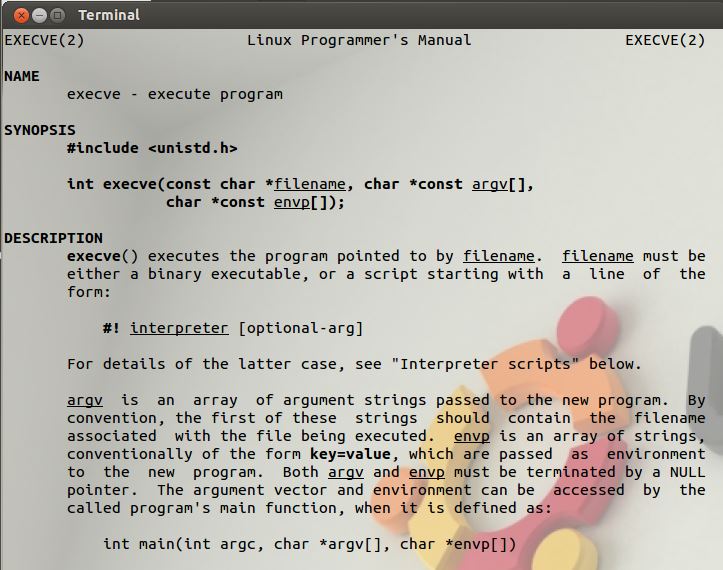 Terminal
EXECVE(2) Linux Programmer's Manual EXECVE(2)
NAME
execve - execute program
SYNOPSIS
#include <unistd.h>
int execve(const char *filename, char *const argv[],
char *const envp[]);
DESCRIPTION
execve() executes the program pointed to by filename. filename must be
either a binary executable, or a script starting with a line of the
form:
#! interpreter [optional-arg]
For details of the latter case, see "Interpreter scripts" below.
argv is an array of argument strings passed to the new program. By
convention, the first of these strings should contain the filename
associated with the file being executed. envp is an array of strings,
conventionally of the form key=value, which are passed as environment
to the new program. Both argv and envp must be terminated by a NULL
pointer. The argument vector and environment can be accessed by the
called program's main function, when it is defined as:
int main(int argc, char *argv[], char *envp[])